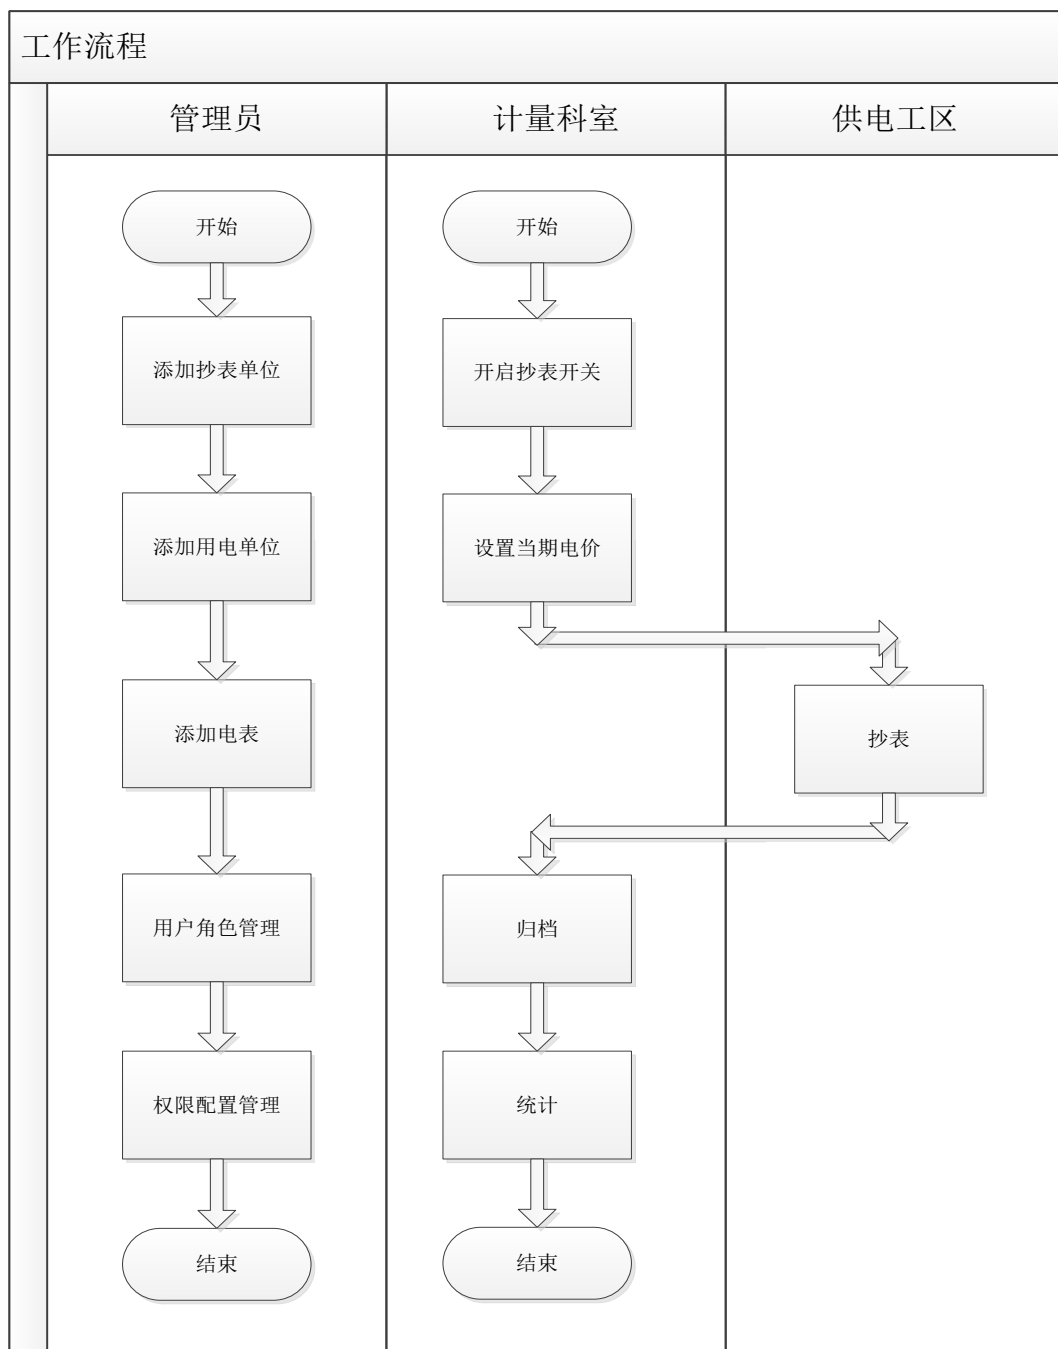 工作流程
管理员
计量科室
供电工区
开始
添加抄表单位
添加用电单位
添加电表
用户角色管理
权限配置管理
结束
开始
开启抄表开关
设置当期电价
抄表
归档
统计
结束